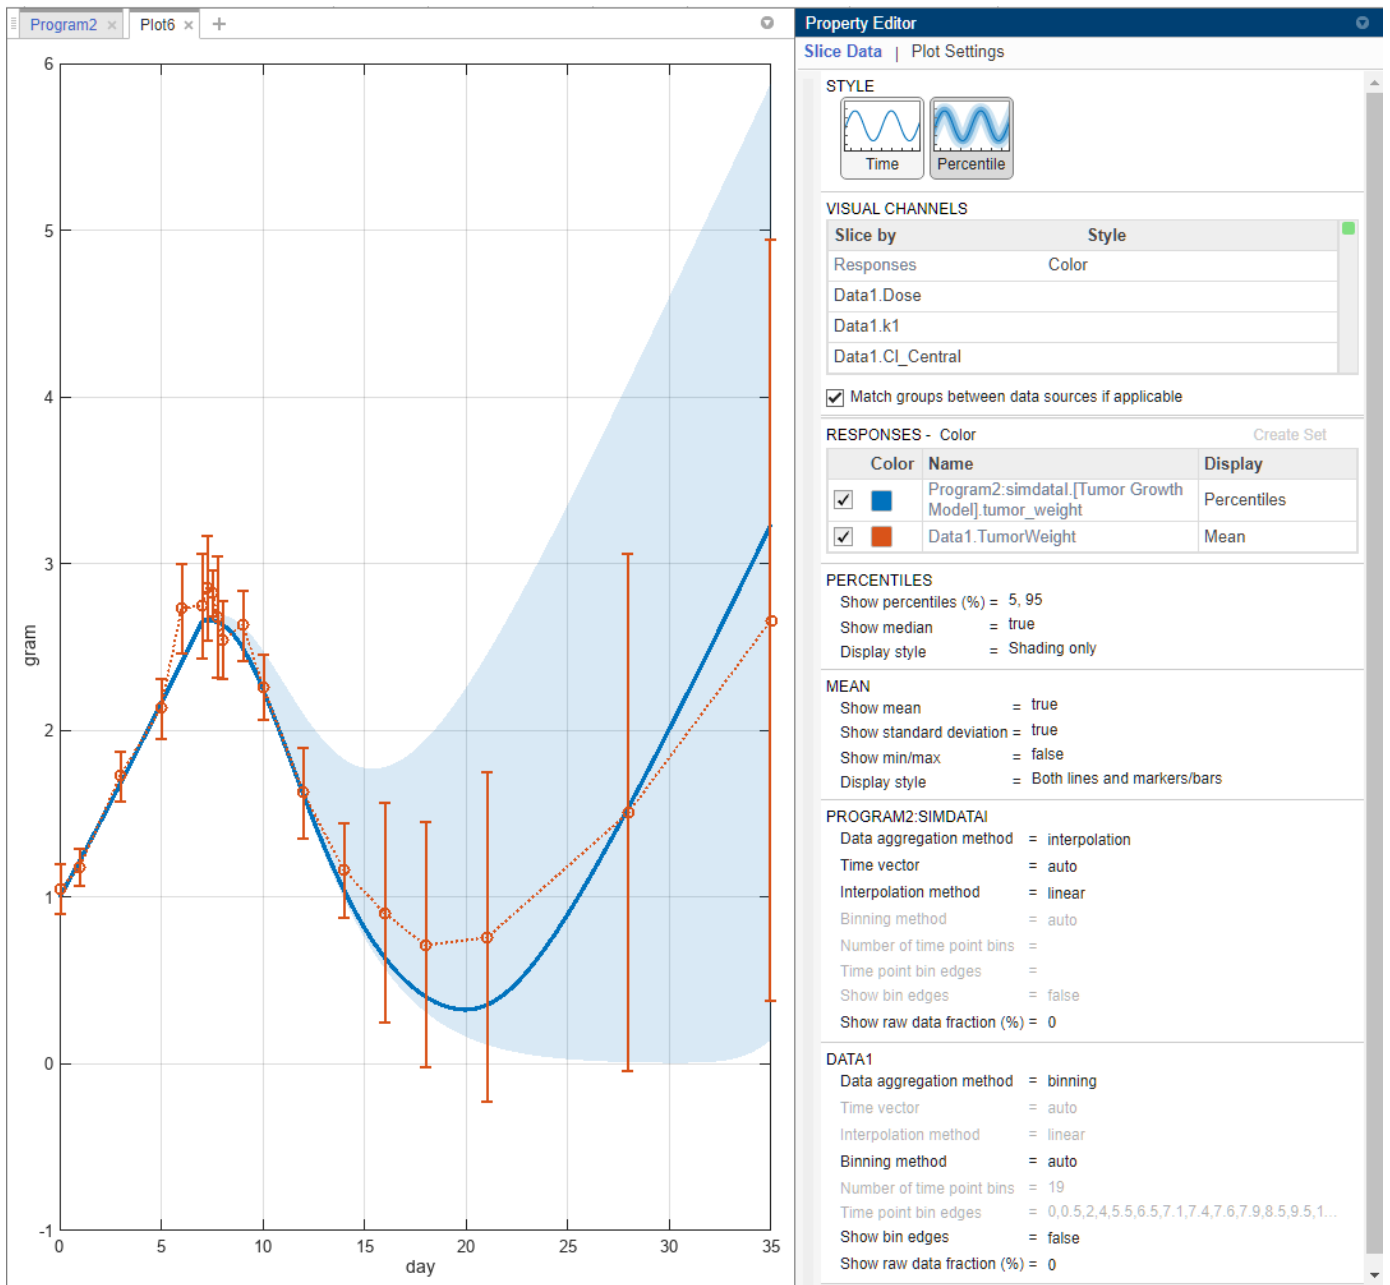 Program2 × Plot6 × +
6
5
4
3
2
1
0
-1
gram
0 5 10 15 20 25 30 35
day
Property Editor
Slice Data | Plot Settings
STYLE
Time Percentile
VISUAL CHANNELS
Slice by Style
Responses Color
Data1.Dose
Data1.k1
Data1.Cl_Central
Match groups between data sources if applicable
RESPONSES - Color Create Set
Color Name Display
Program2:simdataI.[Tumor Growth
Model].tumor_weight Percentiles
Data1.TumorWeight Mean
PERCENTILES
Show percentiles (%) = 5, 95
Show median = true
Display style = Shading only
MEAN
Show mean = true
Show standard deviation = true
Show min/max = false
Display style = Both lines and markers/bars
PROGRAM2:SIMDATAI
Data aggregation method = interpolation
Time vector = auto
Interpolation method = linear
Binning method = auto
Number of time point bins =
Time point bin edges =
Show bin edges = false
Show raw data fraction (%) = 0
DATA1
Data aggregation method = binning
Time vector = auto
Interpolation method = linear
Binning method = auto
Number of time point bins = 19
Time point bin edges = 0,0.5,2,4,5.5,6.5,7.1,7.4,7.6,7.9,8.5,9.5,1...
Show bin edges = false
Show raw data fraction (%) = 0